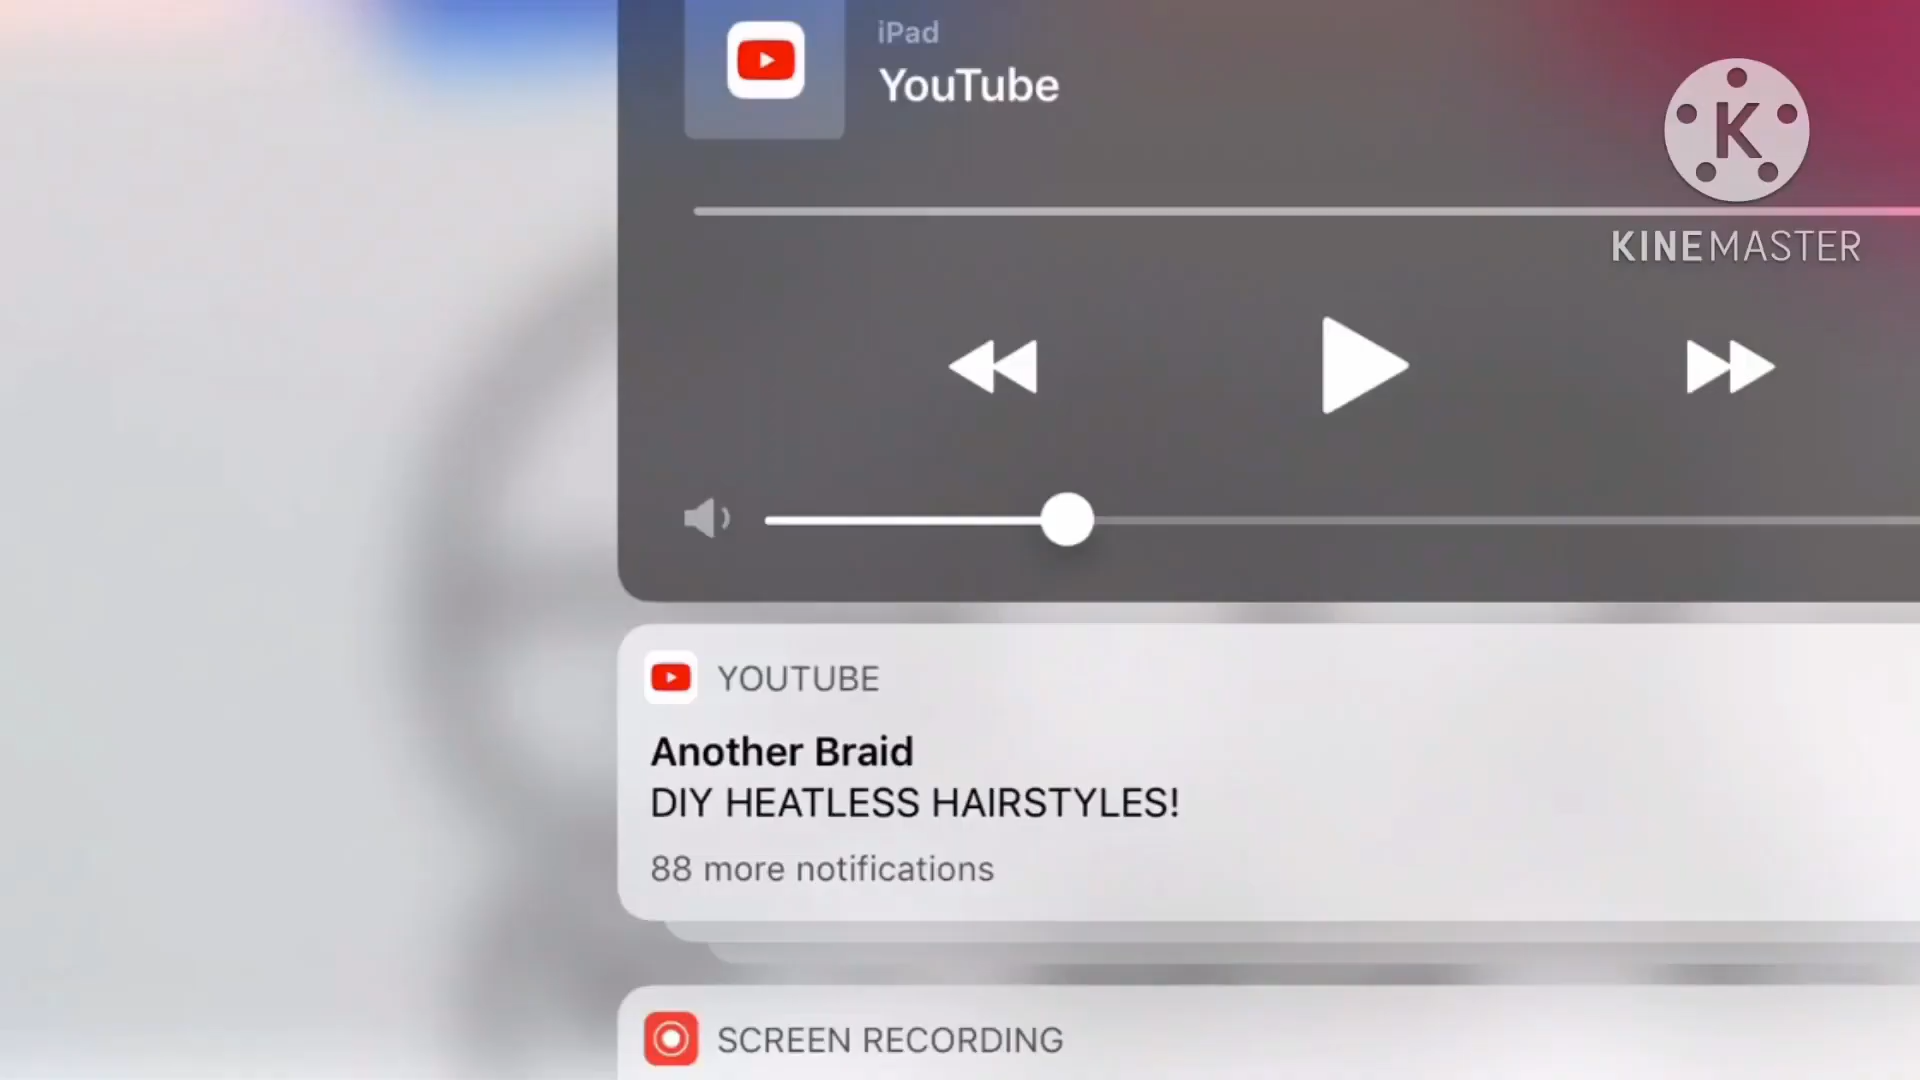 iPad
YouTube
K
KINEMASTER
YOUTUBE
Another Braid
DIY HEATLESS HAIRSTYLES!
88 more notifications
SCREEN RECORDING